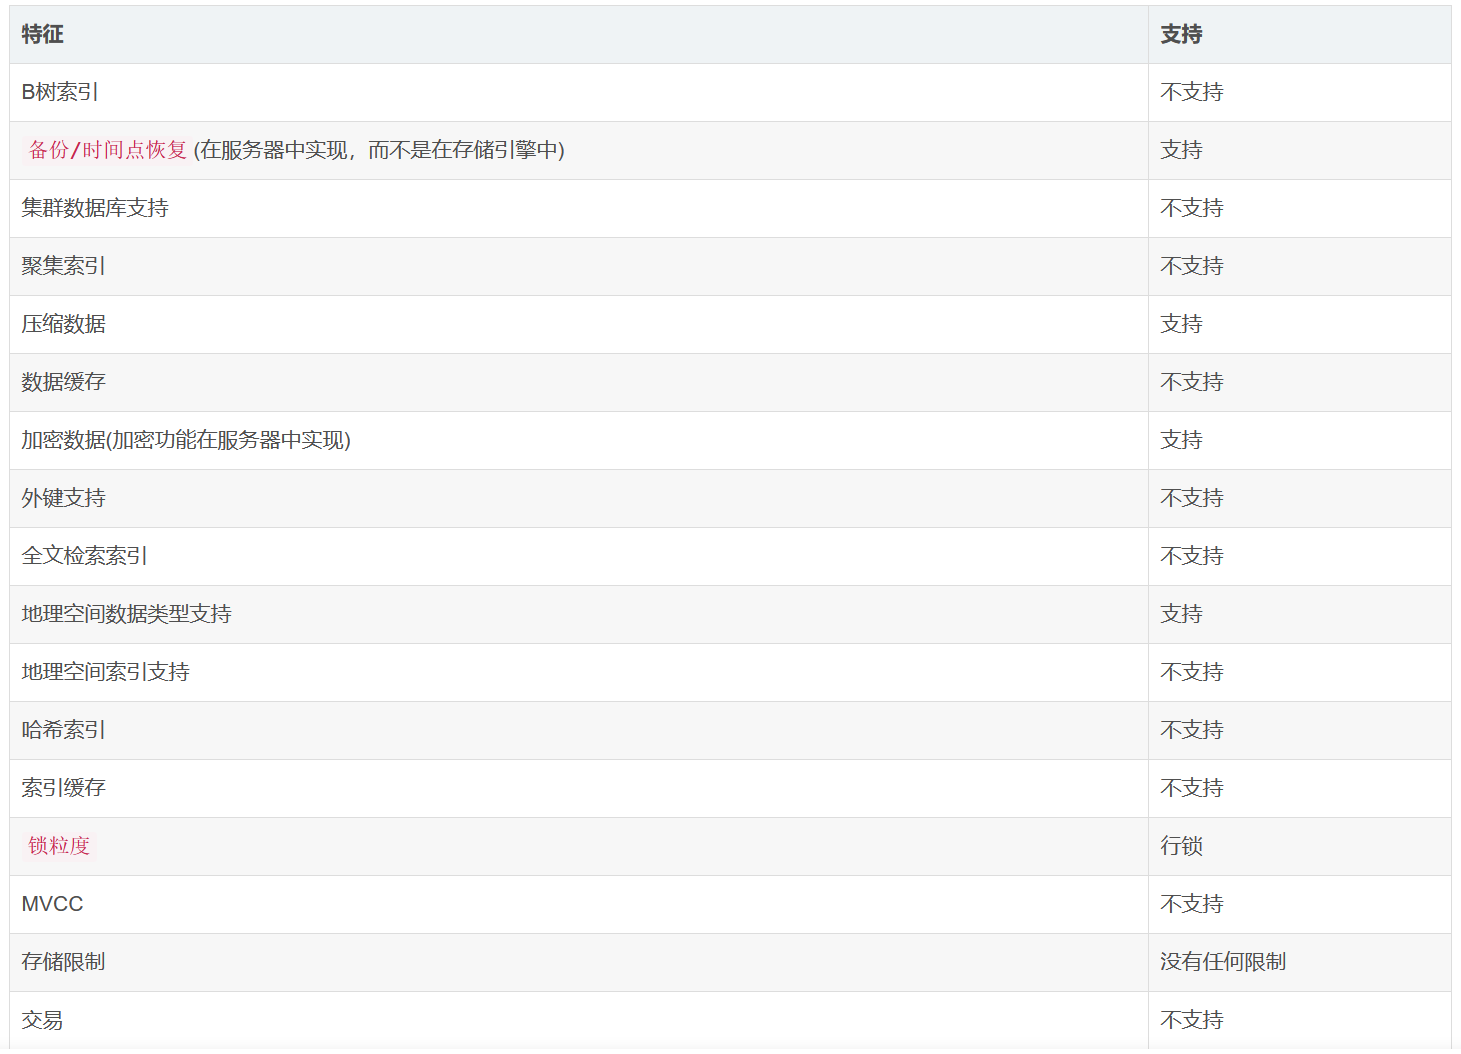 特征 支持
B树索引 不支持
备份/时间点恢复 (在服务器中实现，而不是在存储引擎中) 支持
集群数据库支持 不支持
聚集索引 不支持
压缩数据 支持
数据缓存 不支持
加密数据(加密功能在服务器中实现) 支持
外键支持 不支持
全文检索索引 不支持
地理空间数据类型支持 支持
地理空间索引支持 不支持
哈希索引 不支持
索引缓存 不支持
锁粒度 行锁
MVCC 不支持
存储限制 没有任何限制
交易 不支持